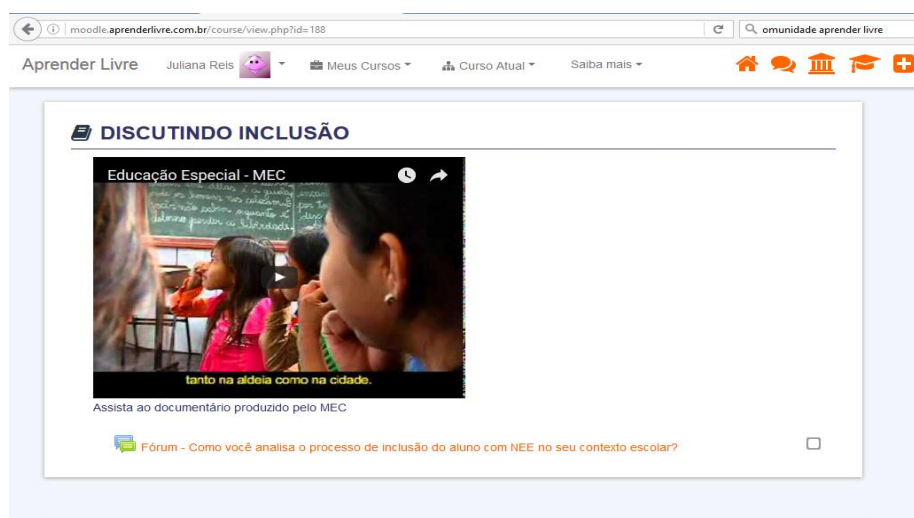 moodle.aprenderlivre.com.br/course/view.php?id=188
omunidade aprender livre
Aprender Livre Juliana Reis Meus Cursos Curso Atual Saiba mais
DISCUTINDO INCLUSÃO
Educação Especial - MEC
tanto na aldeia como na cidade.
Assista ao documentário produzido pelo MEC
Fórum - Como você analisa o processo de inclusão do aluno com NEE no seu contexto escolar?